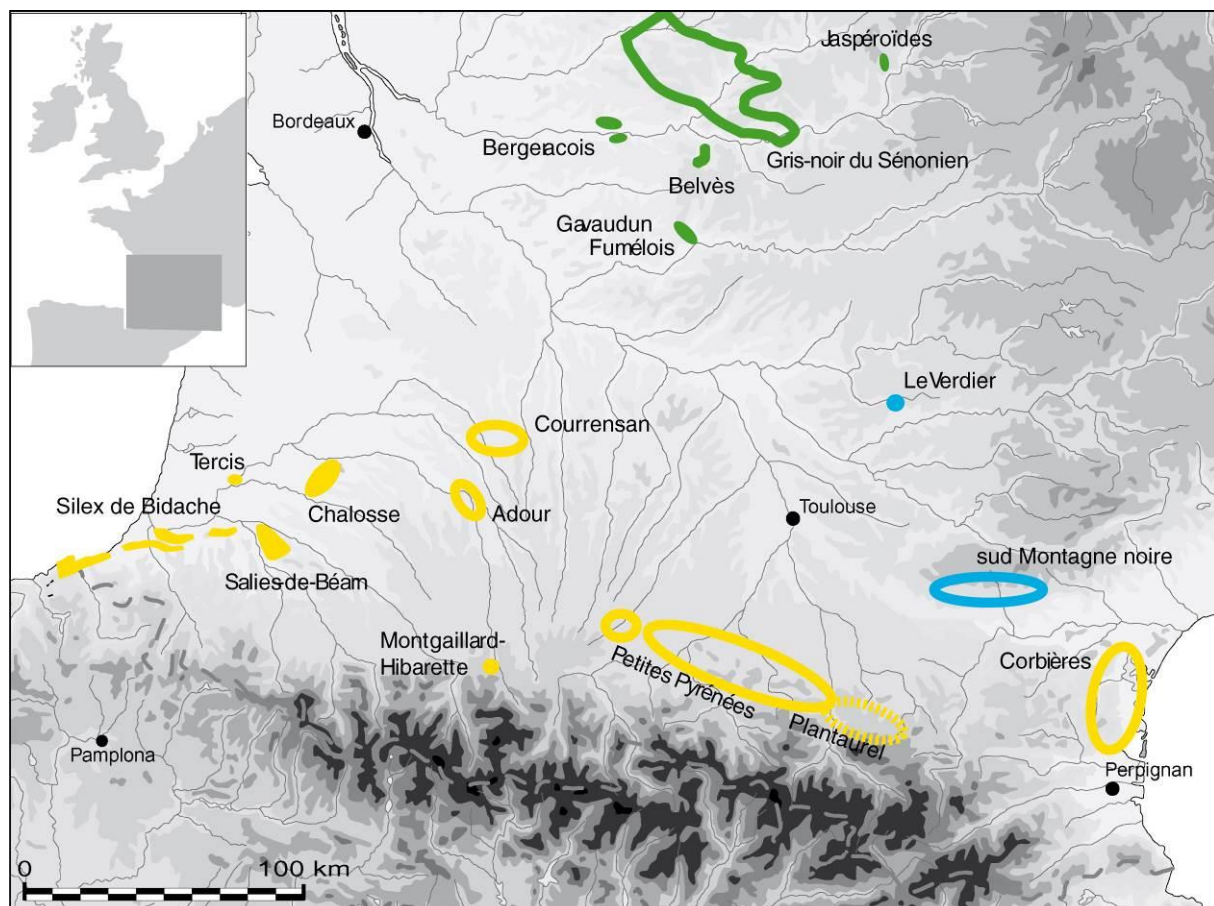 Jaspéroïdes
Bordeaux
Bergeracois
Gris-noir du Sénonien
Belvès
Gavaudun
Fumélois
Le Verdier
Courrensan
Tercis
Silex de Bidache
Chalosse
Adour
Toulouse
sud Montagne noire
Salies-de-Béarn
Montgaillard-
Hibarette
Petites Pyrénées
Corbières
Plantaurel
Pamplona
Perpignan
0 100 km